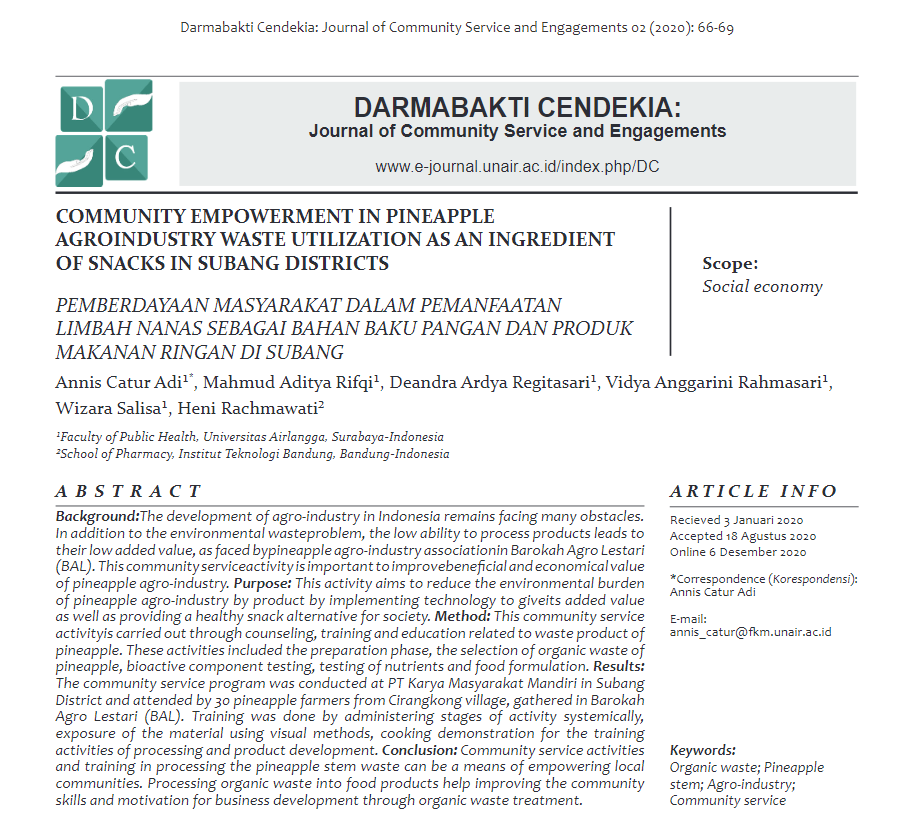 Darmabakti Cendekia: Journal of Community Service and Engagements 02 (2020): 66-69
D
C
DARMABAKTI CENDEKIA:
Journal of Community Service and Engagements
www.e-journal.unair.ac.id/index.php/DC
COMMUNITY EMPOWERMENT IN PINEAPPLE
AGROINDUSTRY WASTE UTILIZATION AS AN INGREDIENT
OF SNACKS IN SUBANG DISTRICTS
PEMBERDAYAAN MASYARAKAT DALAM PEMANFAATAN
LIMBAH NANAS SEBAGAI BAHAN BAKU PANGAN DAN PRODUK
MAKANAN RINGAN DI SUBANG
Scope:
Social economy
Annis Catur Adi¹*, Mahmud Aditya Rifqi¹, Deandra Ardya Regitasari¹, Vidya Anggarini Rahmasari¹,
Wizara Salisa¹, Heni Rachmawati²
¹Faculty of Public Health, Universitas Airlangga, Surabaya-Indonesia
²School of Pharmacy, Institut Teknologi Bandung, Bandung-Indonesia
ABSTRACT
Background:The development of agro-industry in Indonesia remains facing many obstacles.
In addition to the environmental wasteproblem, the low ability to process products leads to
their low added value, as faced bypineapple agro-industry associationin Barokah Agro Lestari
(BAL). This community serviceactivity is important to improvebeneficial and economical value
of pineapple agro-industry. Purpose: This activity aims to reduce the environmental burden
of pineapple agro-industry by product by implementing technology to giveits added value
as well as providing a healthy snack alternative for society. Method: This community service
activityis carried out through counseling, training and education related to waste product of
pineapple. These activities included the preparation phase, the selection of organic waste of
pineapple, bioactive component testing, testing of nutrients and food formulation. Results:
The community service program was conducted at PT Karya Masyarakat Mandiri in Subang
District and attended by 30 pineapple farmers from Cirangkong village, gathered in Barokah
Agro Lestari (BAL). Training was done by administering stages of activity systemically,
exposure of the material using visual methods, cooking demonstration for the training
activities of processing and product development. Conclusion: Community service activities
and training in processing the pineapple stem waste can be a means of empowering local
communities. Processing organic waste into food products help improving the community
skills and motivation for business development through organic waste treatment.
ARTICLE INFO
Recieved 3 Januari 2020
Accepted 18 Agustus 2020
Online 6 Desember 2020
*Correspondence (Korespondensi):
Annis Catur Adi
E-mail:
annis_catur@fkm.unair.ac.id
Keywords:
Organic waste; Pineapple
stem; Agro-industry;
Community service